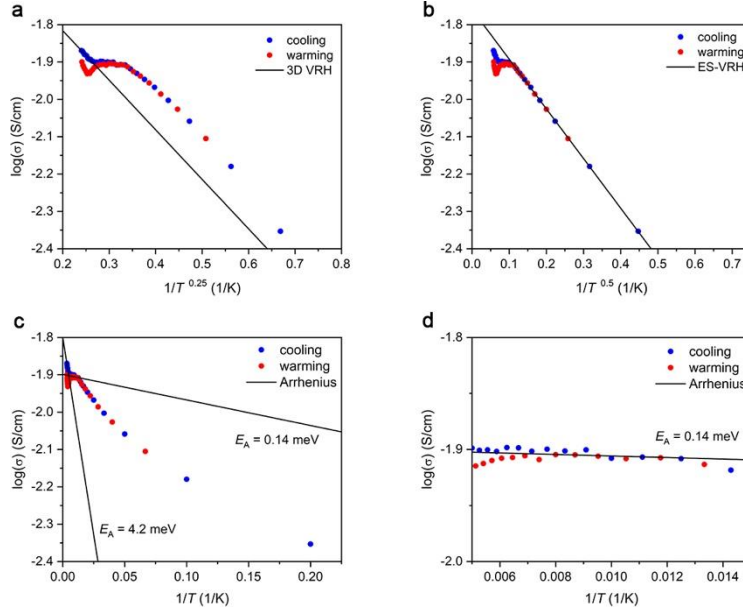 a
cooling
warming
3D VRH
-1.8
-1.9
-2.0
-2.1
-2.2
-2.3
-2.4
log(σ) (S/cm)
0.2 0.3 0.4 0.5 0.6 0.7 0.8
1/T 0.25 (1/K)
b
cooling
warming
ES-VRH
-1.8
-1.9
-2.0
-2.1
-2.2
-2.3
-2.4
log(σ) (S/cm)
0.0 0.1 0.2 0.3 0.4 0.5 0.6 0.7
1/T 0.5 (1/K)
c
cooling
warming
Arrhenius
-1.8
-1.9
-2.0
-2.1
-2.2
-2.3
-2.4
log(σ) (S/cm)
EA = 0.14 meV
EA = 4.2 meV
0.00 0.05 0.10 0.15 0.20
1/T (1/K)
d
cooling
warming
Arrhenius
-1.8
-1.9
-2.0
log(σ) (S/cm)
EA = 0.14 meV
0.006 0.008 0.010 0.012 0.014
1/T (1/K)